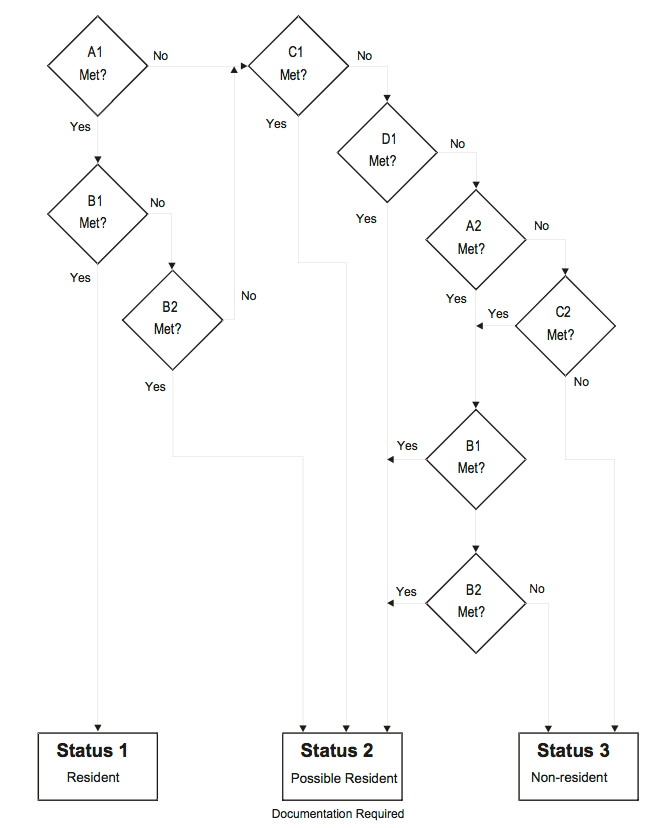 A1
Met?
No
Yes
C1
Met?
No
Yes
D1
Met?
No
Yes
B1
Met?
No
Yes
A2
Met?
No
Yes
B2
Met?
No
Yes
C2
Met?
Yes
No
B1
Met?
Yes
B2
Met?
Yes
No
Status 1
Resident
Status 2
Possible Resident
Documentation Required
Status 3
Non-resident